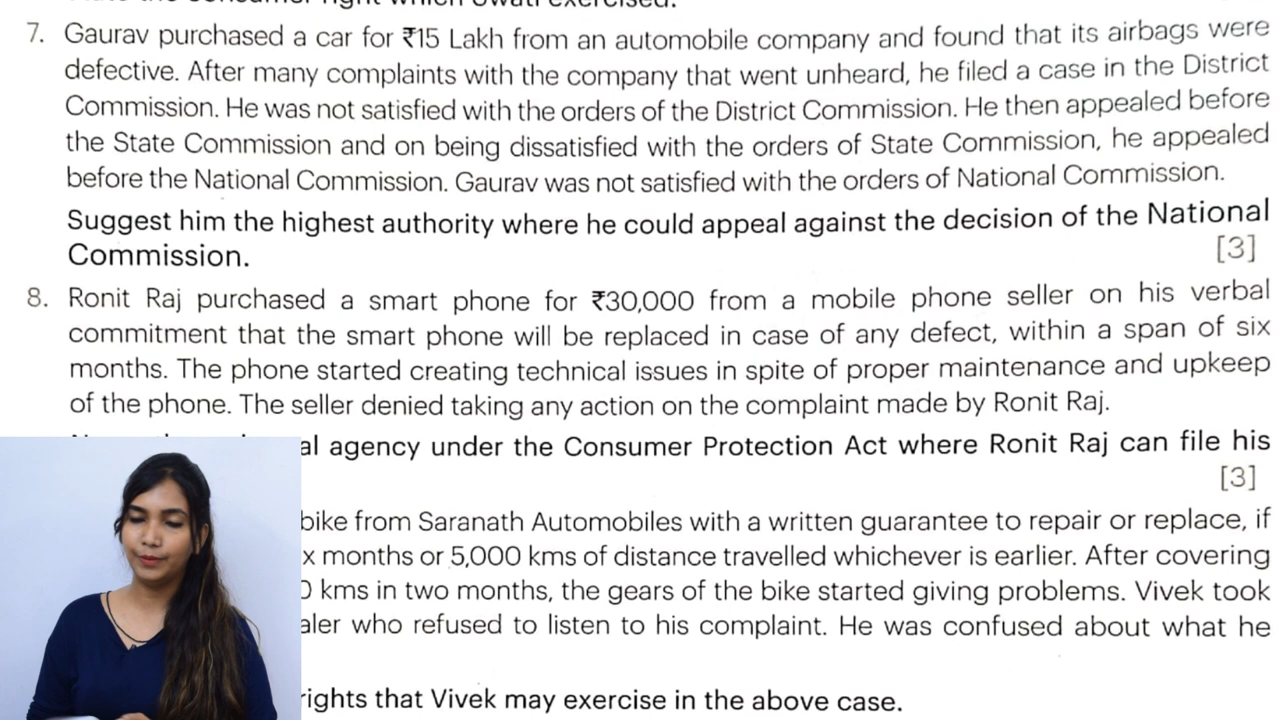 7. Gaurav purchased a car for ₹15 Lakh from an automobile company and found that its airbags were
defective. After many complaints with the company that went unheard, he filed a case in the District
Commission. He was not satisfied with the orders of the District Commission. He then appealed before
the State Commission and on being dissatisfied with the orders of State Commission, he appealed
before the National Commission. Gaurav was not satisfied with the orders of National Commission.
Suggest him the highest authority where he could appeal against the decision of the National
Commission. [3]
8. Ronit Raj purchased a smart phone for ₹30,000 from a mobile phone seller on his verbal
commitment that the smart phone will be replaced in case of any defect, within a span of six
months. The phone started creating technical issues in spite of proper maintenance and upkeep
of the phone. The seller denied taking any action on the complaint made by Ronit Raj.
agency under the Consumer Protection Act where Ronit Raj can file his
[3]
bike from Saranath Automobiles with a written guarantee to repair or replace, if
months or 5,000 kms of distance travelled whichever is earlier. After covering
kms in two months, the gears of the bike started giving problems. Vivek took
who refused to listen to his complaint. He was confused about what he
rights that Vivek may exercise in the above case.